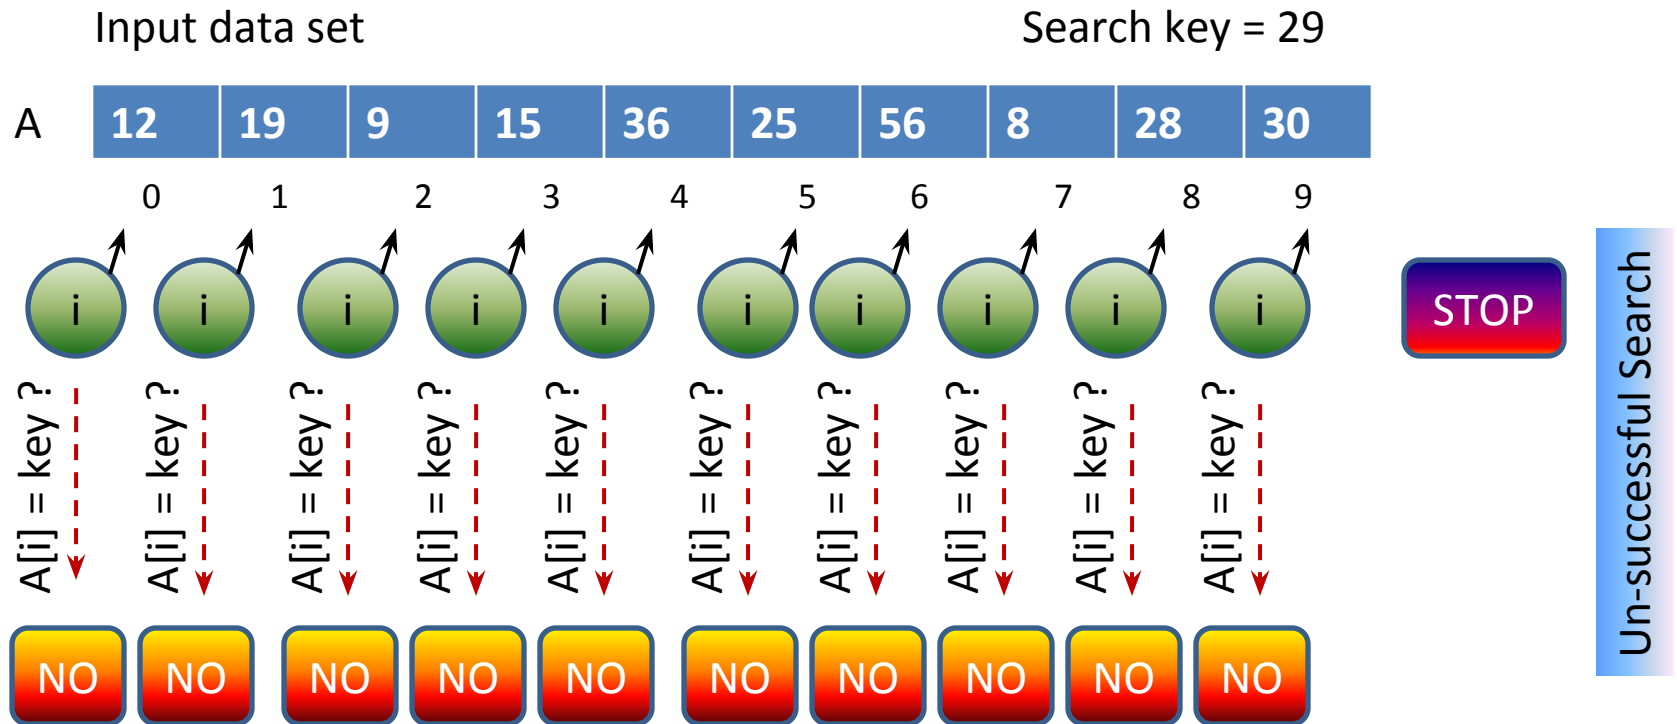 Input data set
Search key = 29
A
12 19 9 15 36 25 56 8 28 30
0 1 2 3 4 5 6 7 8 9
i i i i i i i i i i
STOP
A[i] = key ?
A[i] = key ?
A[i] = key ?
A[i] = key ?
A[i] = key ?
A[i] = key ?
A[i] = key ?
A[i] = key ?
A[i] = key ?
A[i] = key ?
NO NO NO NO NO NO NO NO NO NO
Un-successful Search